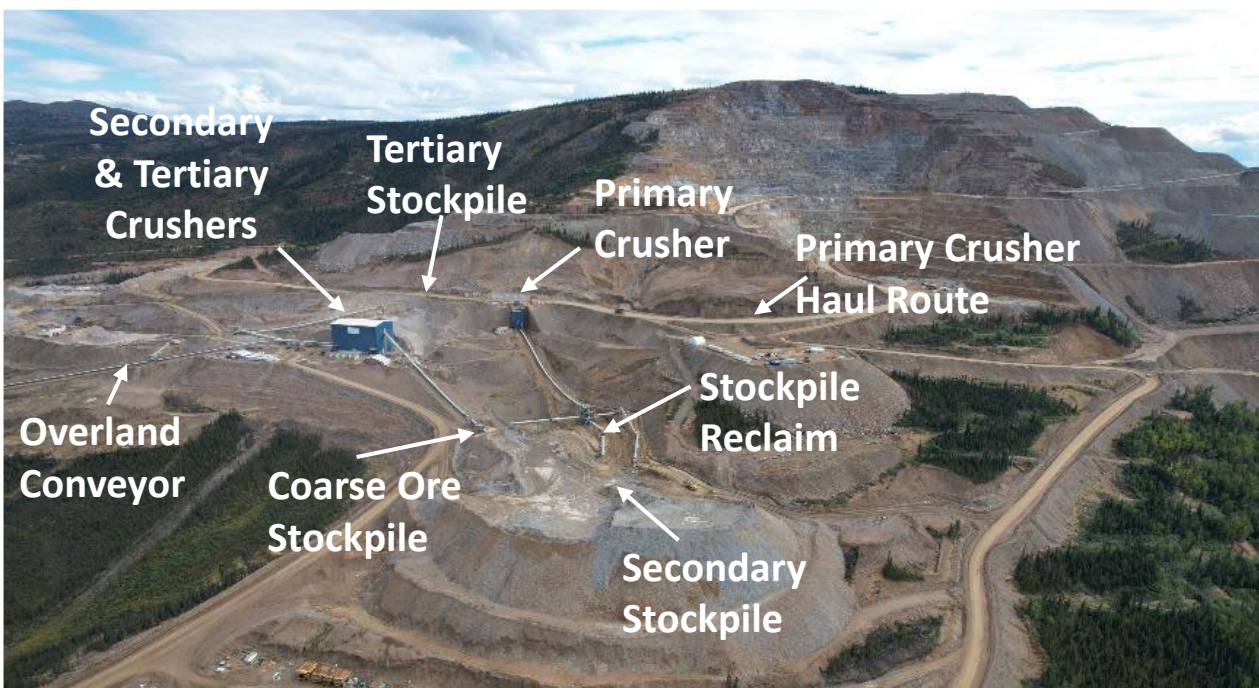 Secondary
& Tertiary
Crushers
Tertiary
Stockpile
Primary
Crusher
Primary Crusher
Haul Route
Stockpile
Reclaim
Overland
Conveyor
Coarse Ore
Stockpile
Secondary
Stockpile